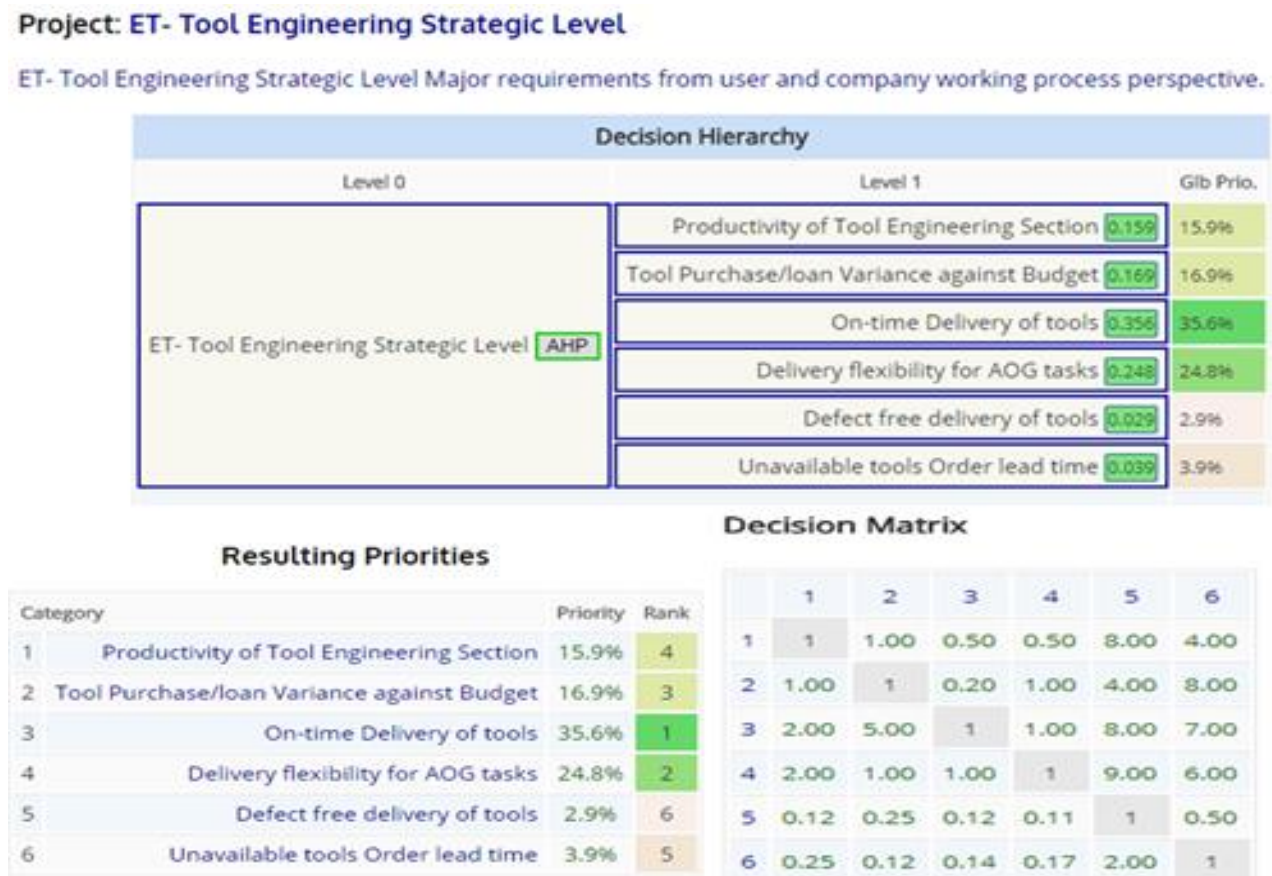 Project: ET- Tool Engineering Strategic Level
ET- Tool Engineering Strategic Level Major requirements from user and company working process perspective.
Decision Hierarchy
Level 0 Level 1 Glb Prio.
Productivity of Tool Engineering Section 0.159 15.9%
Tool Purchase/loan Variance against Budget 0.169 16.9%
On-time Delivery of tools 0.356 35.6%
ET- Tool Engineering Strategic Level AHP
Delivery flexibility for AOG tasks 0.248 24.8%
Defect free delivery of tools 0.029 2.9%
Unavailable tools Order lead time 0.039 3.9%
Resulting Priorities
Category Priority Rank
1 Productivity of Tool Engineering Section 15.9% 4
2 Tool Purchase/loan Variance against Budget 16.9% 3
3 On-time Delivery of tools 35.6% 1
4 Delivery flexibility for AOG tasks 24.8% 2
5 Defect free delivery of tools 2.9% 6
6 Unavailable tools Order lead time 3.9% 5
Decision Matrix
1 2 3 4 5 6
1 1 1.00 0.50 0.50 8.00 4.00
2 1.00 1 0.20 1.00 4.00 8.00
3 2.00 5.00 1 1.00 8.00 7.00
4 2.00 1.00 1.00 1 9.00 6.00
5 0.12 0.25 0.12 0.11 1 0.50
6 0.25 0.12 0.14 0.17 2.00 1